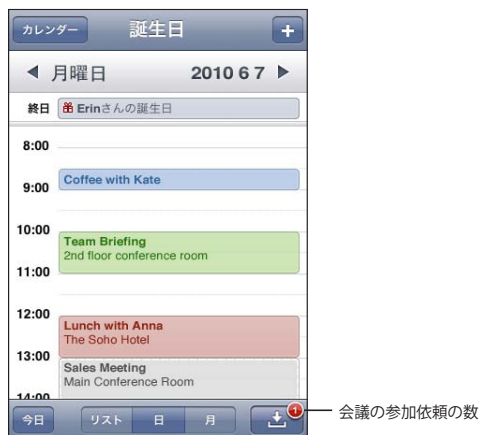 カレンダー 誕生日 +
月曜日 2010 6 7
終日 Erinさんの誕生日
8:00
Coffee with Kate
9:00
10:00
Team Briefing
2nd floor conference room
11:00
12:00
Lunch with Anna
The Soho Hotel
13:00
Sales Meeting
Main Conference Room
14:00
今日 リスト 日 月 1
会議の参加依頼の数